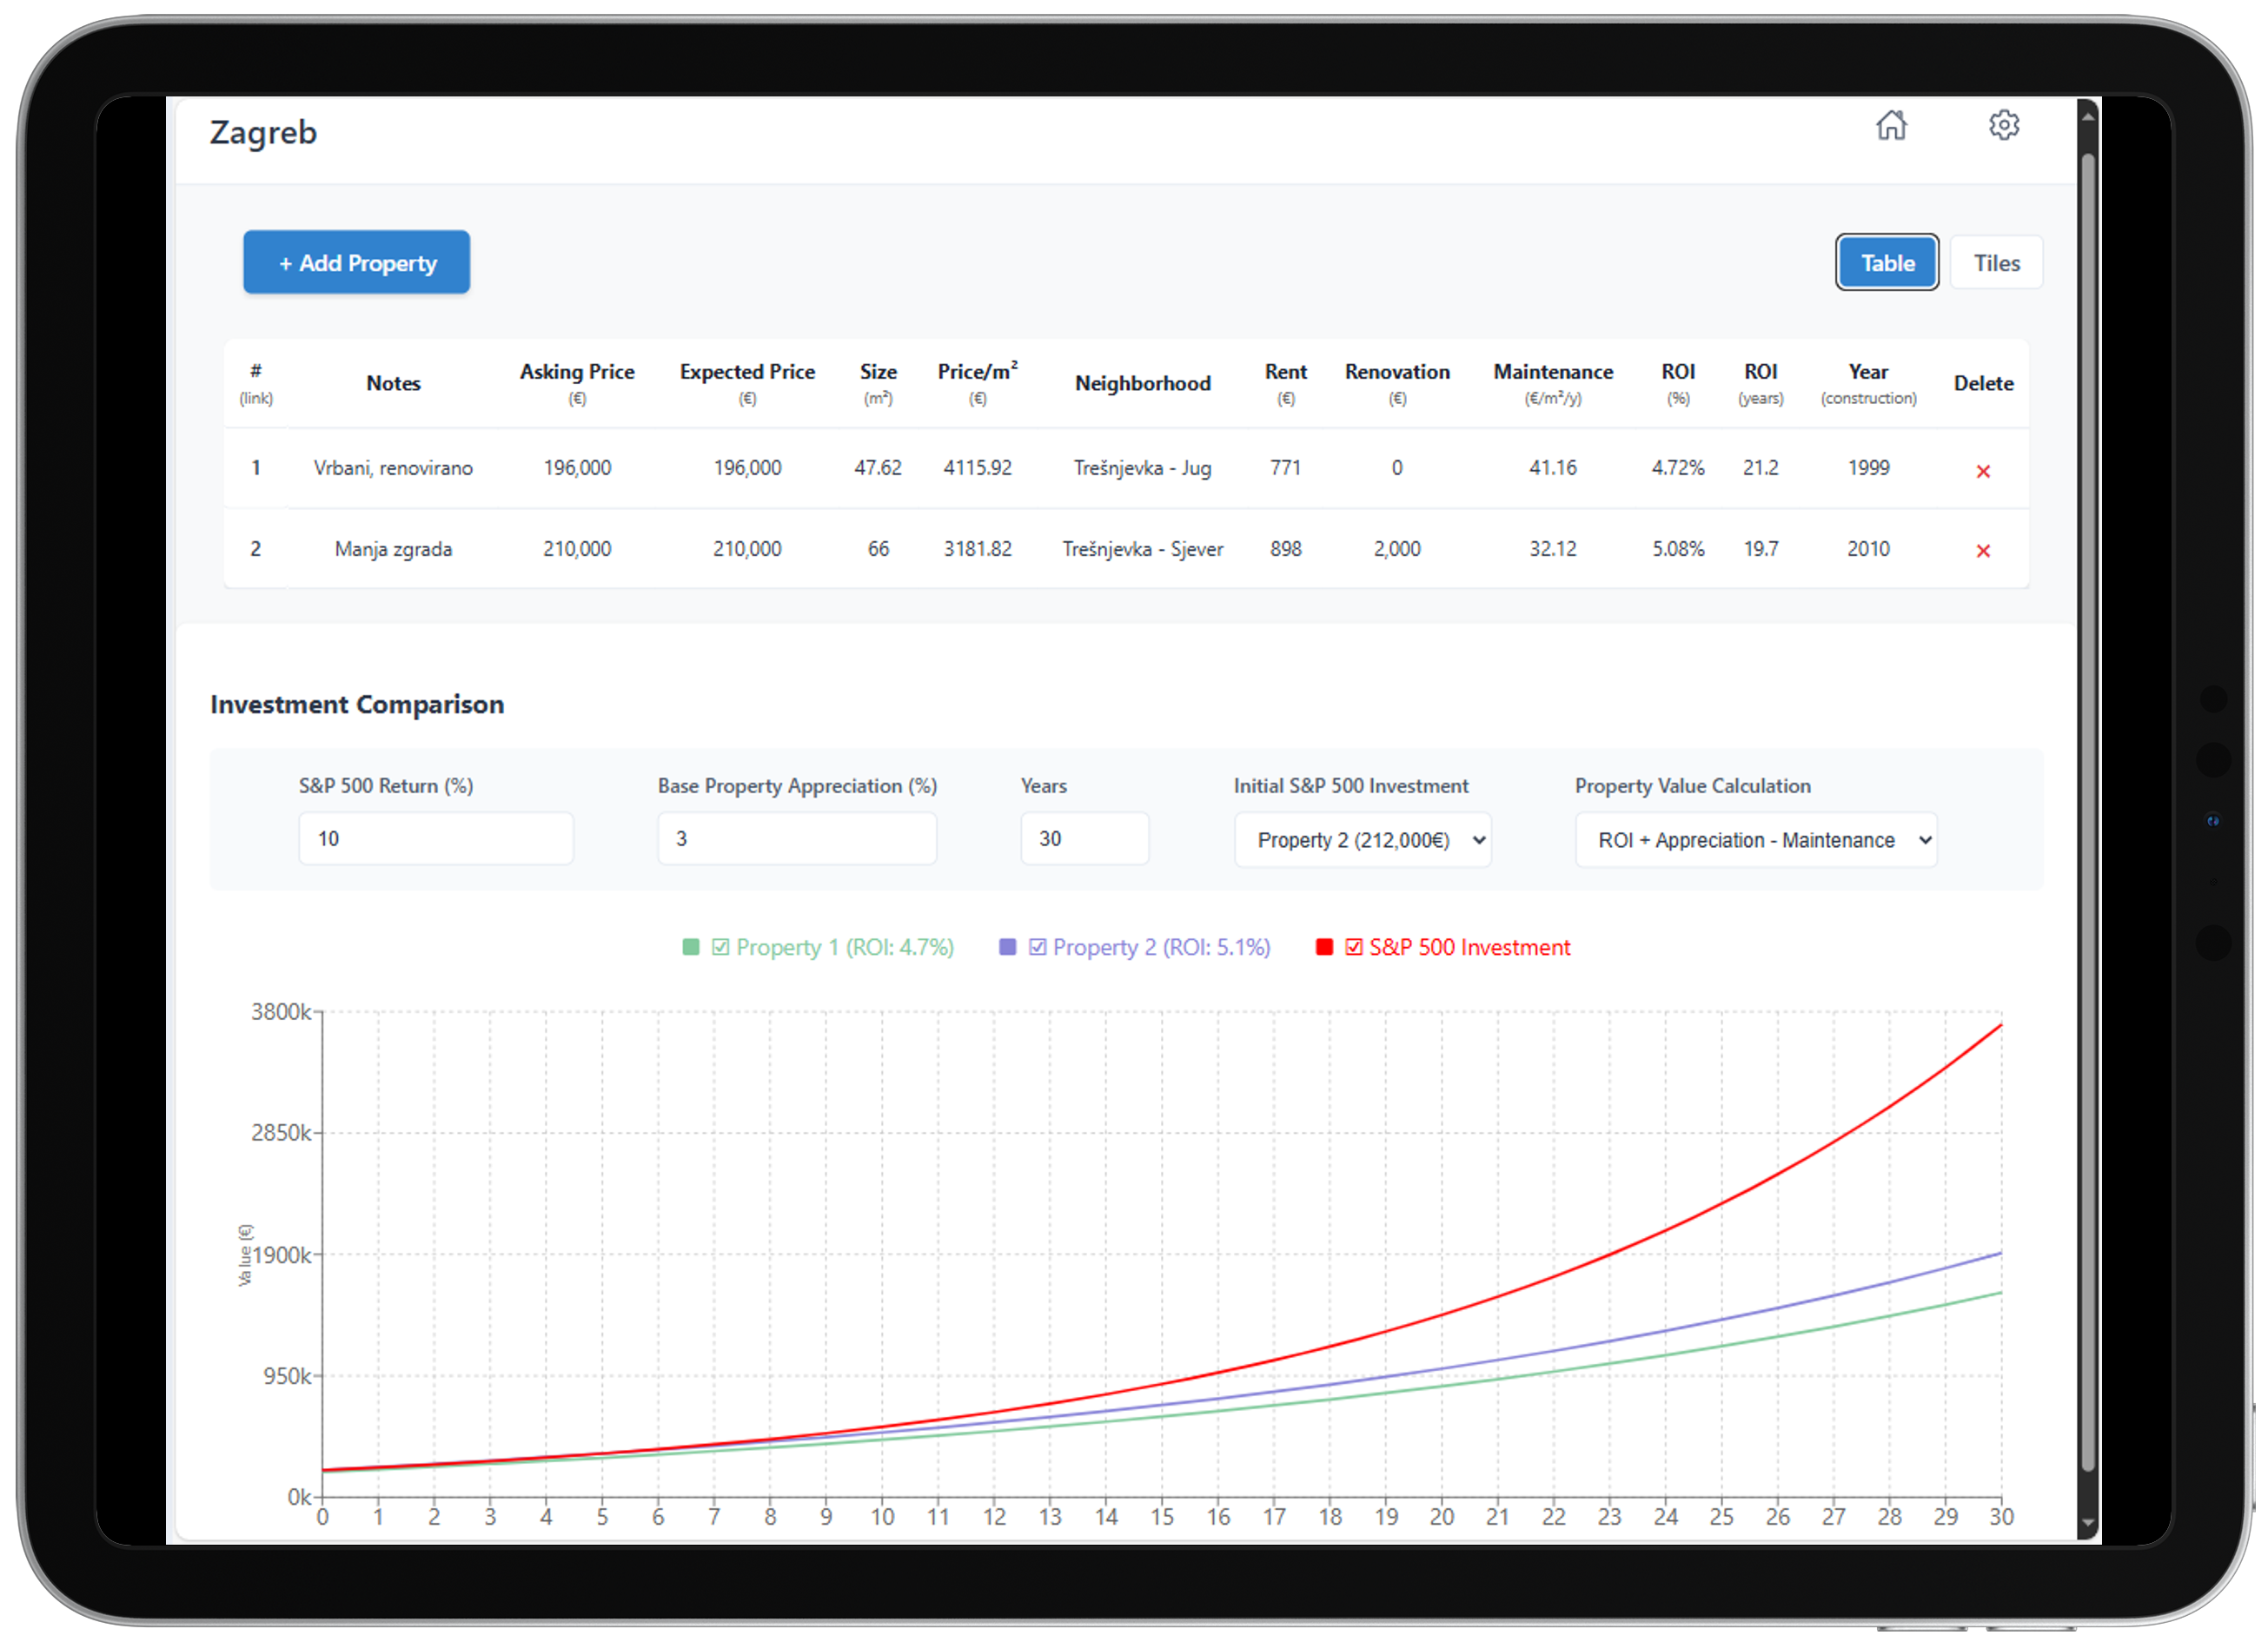 Zagreb
+ Add Property
Table
Tiles
# Notes Asking Price Expected Price Size Price/m² Neighborhood Rent Renovation Maintenance ROI ROI Year Delete
(link) (€) (€) (m²) (€) (€) (€) (€/m²/y) (%) (years) (construction)
1 Vrbani, renovirano 196,000 196,000 47.62 4115.92 Trešnjevka - Jug 771 0 41.16 4.72% 21.2 1999 ×
2 Manja zgrada 210,000 210,000 66 3181.82 Trešnjevka - Sjever 898 2,000 32.12 5.08% 19.7 2010 ×
Investment Comparison
S&P 500 Return (%) Base Property Appreciation (%) Years Initial S&P 500 Investment Property Value Calculation
10 3 30 Property 2 (212,000€) ROI + Appreciation - Maintenance
Property 1 (ROI: 4.7%) Property 2 (ROI: 5.1%) S&P 500 Investment
3800k
2850k
1900k
950k
0k
Value (€)
0 1 2 3 4 5 6 7 8 9 10 11 12 13 14 15 16 17 18 19 20 21 22 23 24 25 26 27 28 29 30